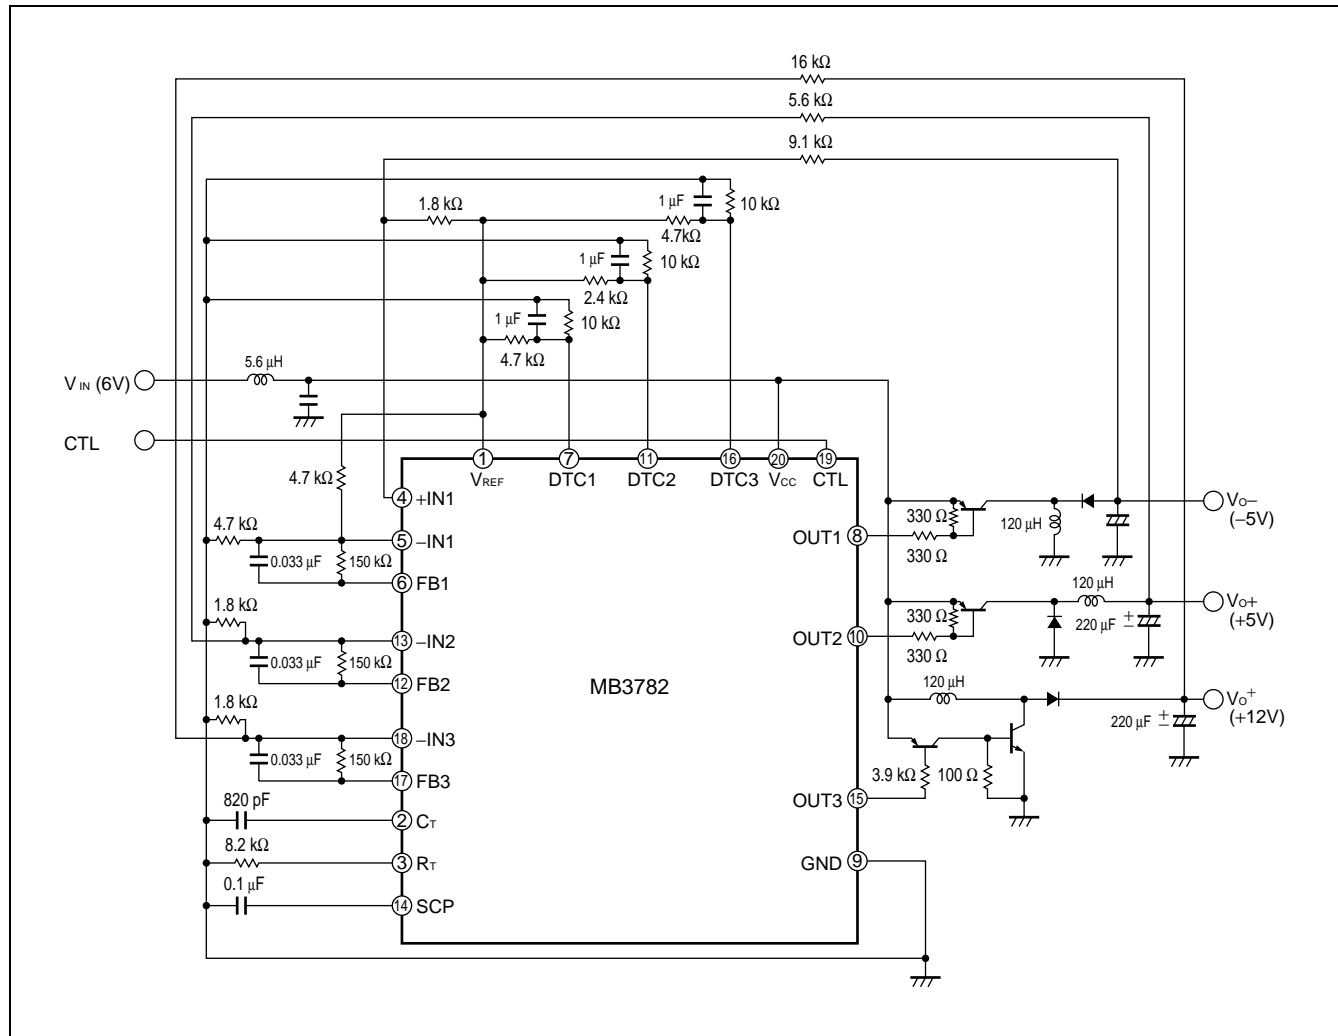 16 kΩ
5.6 kΩ
9.1 kΩ
1.8 kΩ
1 µF
10 kΩ
4.7kΩ
1 µF
10 kΩ
2.4 kΩ
1 µF
10 kΩ
4.7 kΩ
5.6 µH
VIN (6V)
CTL
4.7 kΩ
1
VREF
7
DTC1
11
DTC2
16
DTC3
20
VCC
19
CTL
4 +IN1
4.7 kΩ
5 −IN1
0.033 µF
150 kΩ
6 FB1
1.8 kΩ
13 −IN2
0.033 µF
150 kΩ
12 FB2
1.8 kΩ
18 −IN3
0.033 µF
150 kΩ
17 FB3
820 pF
2 CT
8.2 kΩ
3 RT
0.1 µF
14 SCP
MB3782
OUT1 8
330 Ω
330 Ω
120 µH
VO−
(−5V)
OUT2 10
330 Ω
330 Ω
120 µH
220 µF ±
VO+
(+5V)
120 µH
220 µF ±
VO+
(+12V)
OUT3 15
3.9 kΩ
100 Ω
GND 9